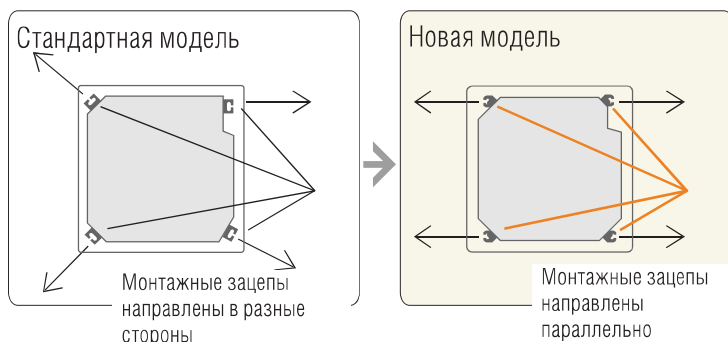 Стандартная модель
Новая модель
Монтажные зацепы
направлены в разные
стороны
Монтажные зацепы
направлены
параллельно